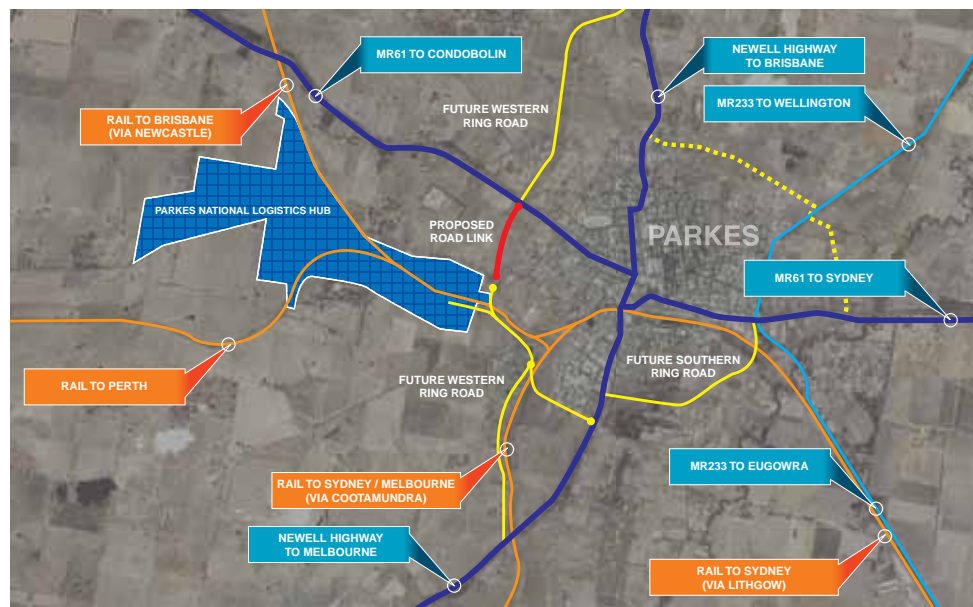 MR61 TO CONDOBOLIN
NEWELL HIGHWAY
TO BRISBANE
MR233 TO WELLINGTON
RAIL TO BRISBANE
(VIA NEWCASTLE)
FUTURE WESTERN
RING ROAD
PARKES NATIONAL LOGISTICS HUB
PROPOSED
ROAD LINK
PARKES
MR61 TO SYDNEY
RAIL TO PERTH
FUTURE WESTERN
RING ROAD
FUTURE SOUTHERN
RING ROAD
RAIL TO SYDNEY / MELBOURNE
(VIA COOTAMUNDRA)
MR233 TO EUGOWRA
NEWELL HIGHWAY
TO MELBOURNE
RAIL TO SYDNEY
(VIA LITHGOW)